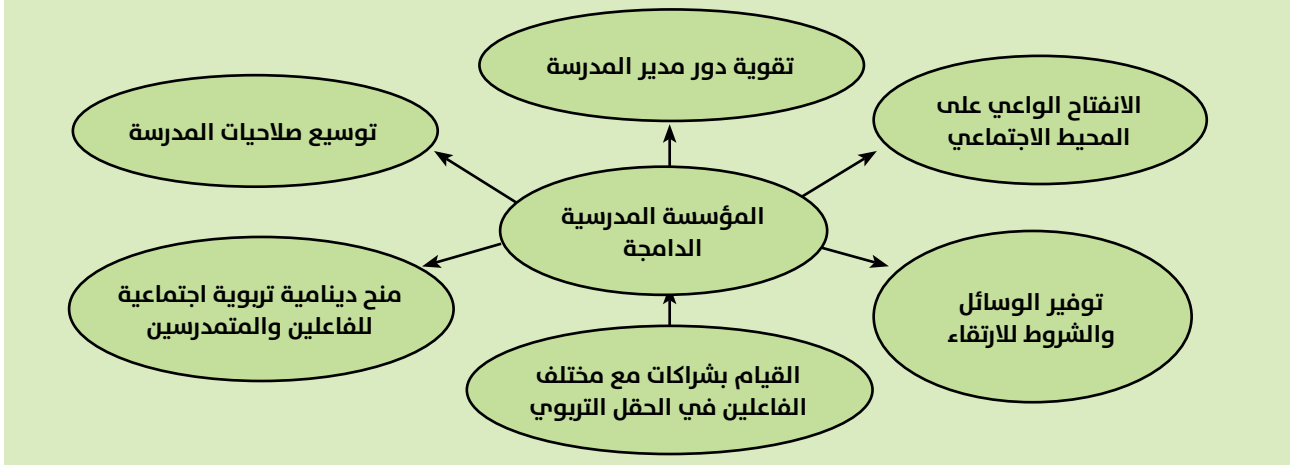 تقوية دور مدير المدرسة
الانفتاح الواعي على
المحيط الاجتماعي
توسيع صلاحيات المدرسة
المؤسسة المدرسية
الدامجة
توفير الوسائل
والشروط للارتقاء
منح دينامية تربوية اجتماعية
للفاعلين والمتمدرسين
القيام بشراكات مع مختلف
الفاعلين في الحقل التربوي